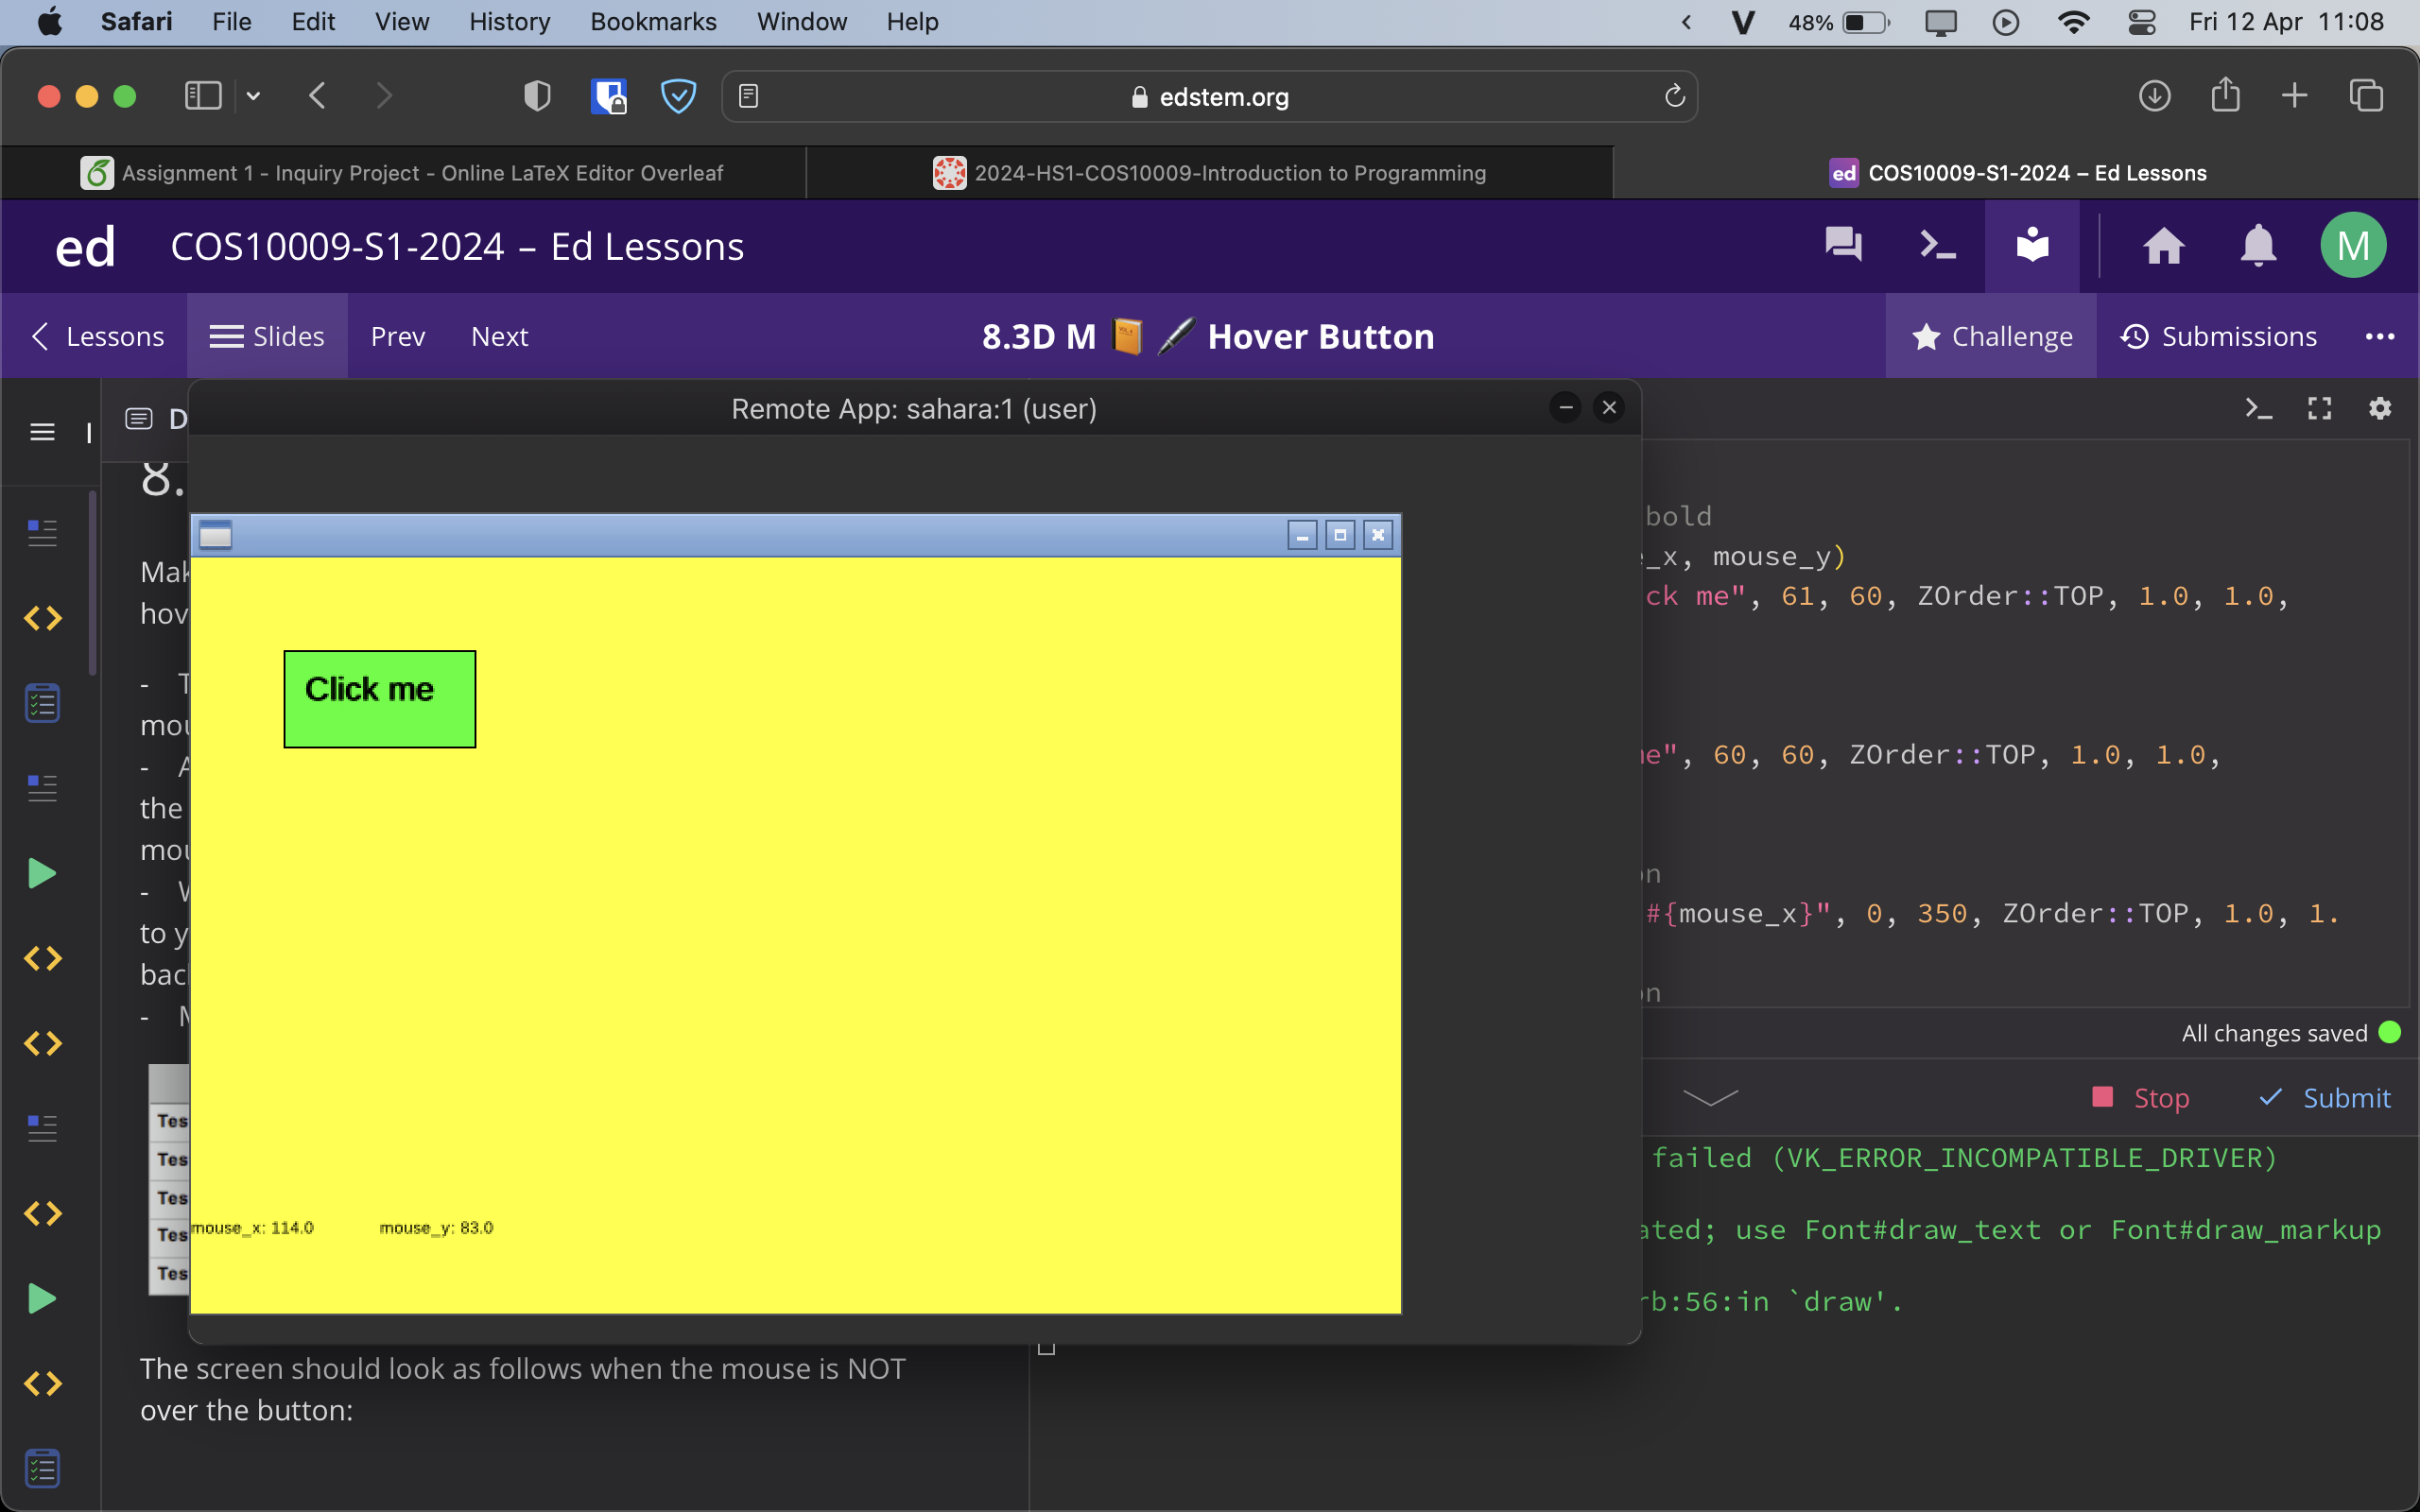 Safari File Edit View History Bookmarks Window Help 48% Fri 12 Apr 11:08
edstem.org
Assignment 1 - Inquiry Project - Online LaTeX Editor Overleaf
2024-HS1-COS10009-Introduction to Programming
ed COS10009-S1-2024 – Ed Lessons
ed COS10009-S1-2024 – Ed Lessons M
Lessons Slides Prev Next 8.3D M Hover Button Challenge Submissions
D
Remote App: sahara:1 (user)
8.
Mak
hov
- T
mou
- A
the
mou
- W
to y
bac
- M
Tes
Tes
Tes
Tes
Tes
Click me
mouse_x: 114.0 mouse_y: 83.0
The screen should look as follows when the mouse is NOT
over the button:
bold
_x, mouse_y)
ck me", 61, 60, ZOrder::TOP, 1.0, 1.0,
e", 60, 60, ZOrder::TOP, 1.0, 1.0,
n
#{mouse_x}", 0, 350, ZOrder::TOP, 1.0, 1.
n
All changes saved
Stop Submit
failed (VK_ERROR_INCOMPATIBLE_DRIVER)
ated; use Font#draw_text or Font#draw_markup
rb:56:in `draw'.